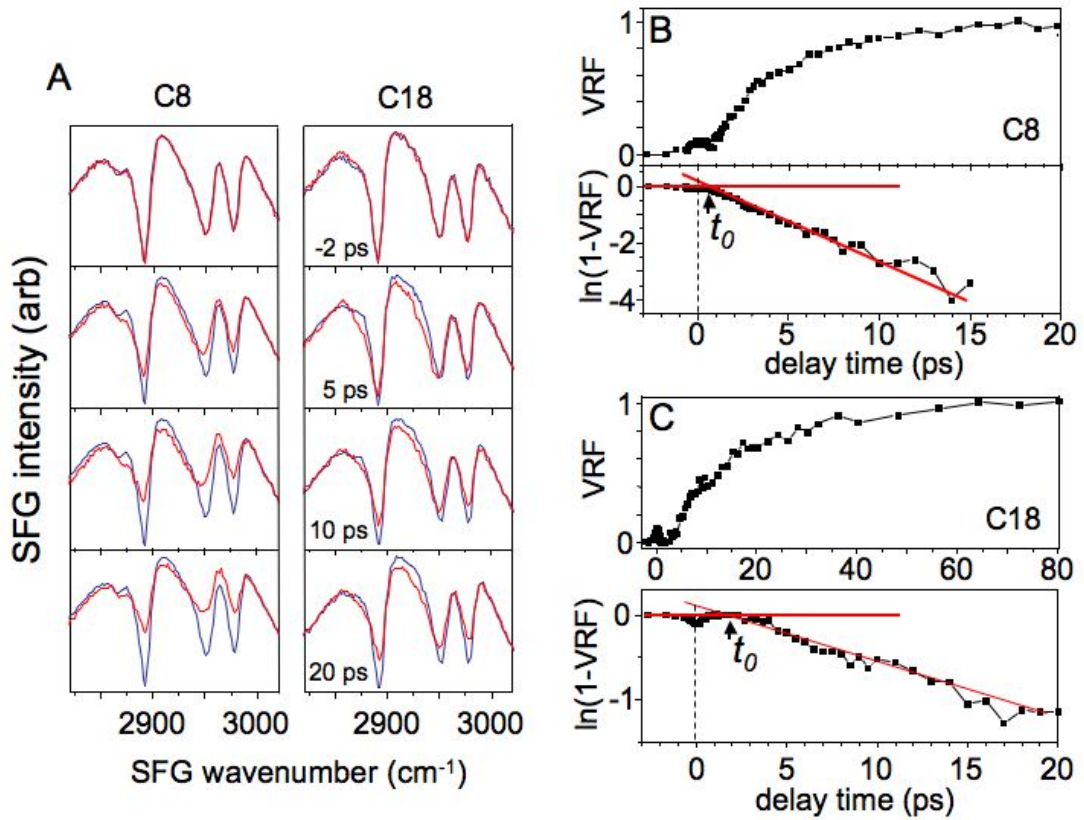 A
C8
C18
-2 ps
5 ps
10 ps
20 ps
SFG intensity (arb)
2900 3000 2900 3000
SFG wavenumber (cm-1)
B
1
VRF
0
C8
0
-2
-4
ln(1-VRF)
t0
0 5 10 15 20
delay time (ps)
C
1
VRF
0
C18
0 20 40 60 80
0
-1
ln(1-VRF)
t0
0 5 10 15 20
delay time (ps)